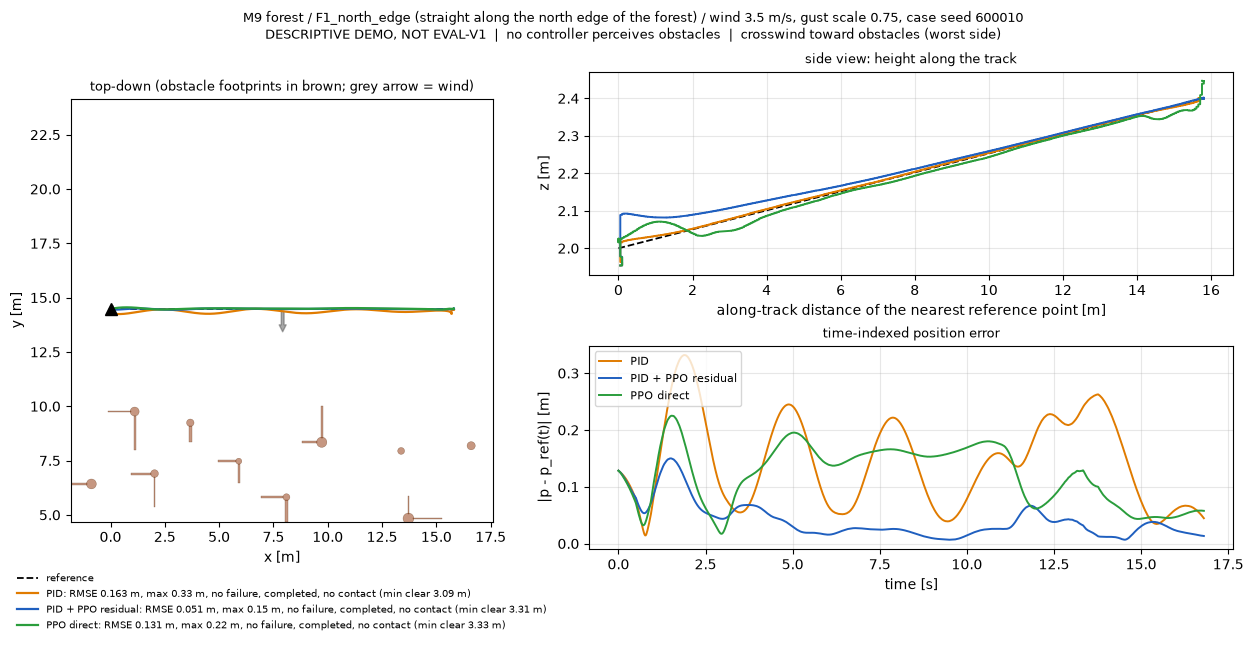 M9 forest / F1_north_edge (straight along the north edge of the forest) / wind 3.5 m/s, gust scale 0.75, case seed 600010
DESCRIPTIVE DEMO, NOT EVAL-V1  |  no controller perceives obstacles  |  crosswind toward obstacles (worst side)
top-down (obstacle footprints in brown; grey arrow = wind)
22.5
20.0
17.5
15.0
12.5
10.0
7.5
5.0
y [m]
0.0 2.5 5.0 7.5 10.0 12.5 15.0 17.5
x [m]
reference
PID: RMSE 0.163 m, max 0.33 m, no failure, completed, no contact (min clear 3.09 m)
PID + PPO residual: RMSE 0.051 m, max 0.15 m, no failure, completed, no contact (min clear 3.31 m)
PPO direct: RMSE 0.131 m, max 0.22 m, no failure, completed, no contact (min clear 3.33 m)
side view: height along the track
2.4
2.3
2.2
2.1
2.0
z [m]
0 2 4 6 8 10 12 14 16
along-track distance of the nearest reference point [m]
time-indexed position error
PID
PID + PPO residual
PPO direct
0.3
0.2
0.1
0.0
|p - p_ref(t)| [m]
0.0 2.5 5.0 7.5 10.0 12.5 15.0 17.5
time [s]